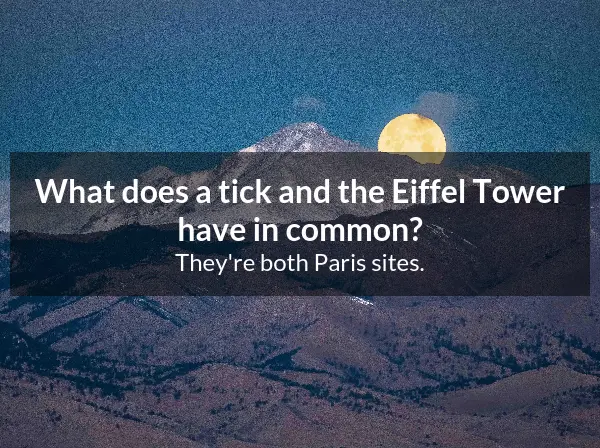 What does a tick and the Eiffel Tower
have in common?
They're both Paris sites.